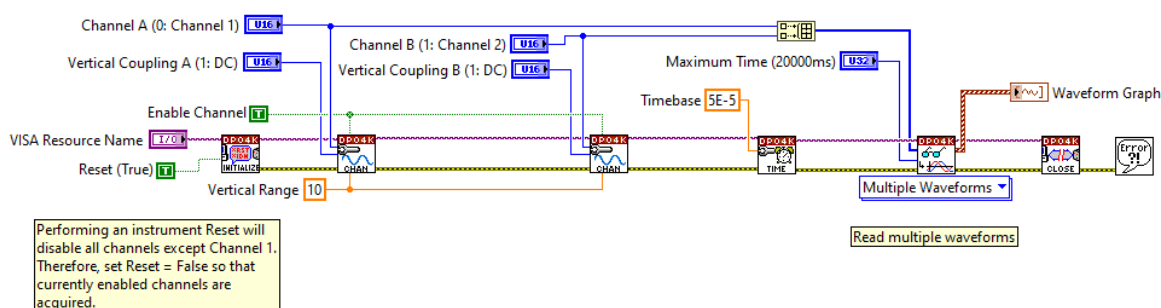 Channel A (0: Channel 1) U16
Channel B (1: Channel 2) U16
Vertical Coupling A (1: DC) U16
Vertical Coupling B (1: DC) U16
Maximum Time (20000ms) U32
Timebase 5E-5
Waveform Graph
Enable Channel T
VISA Resource Name I/O
DPO4K INITIALIZE
DPO4K CHAN
DPO4K CHAN
DPO4K TIME
DPO4K
DPO4K CLOSE
Error
?!
Reset (True) T
Vertical Range 10
Multiple Waveforms
Performing an instrument Reset will
disable all channels except Channel 1.
Therefore, set Reset = False so that
currently enabled channels are
acquired.
Read multiple waveforms